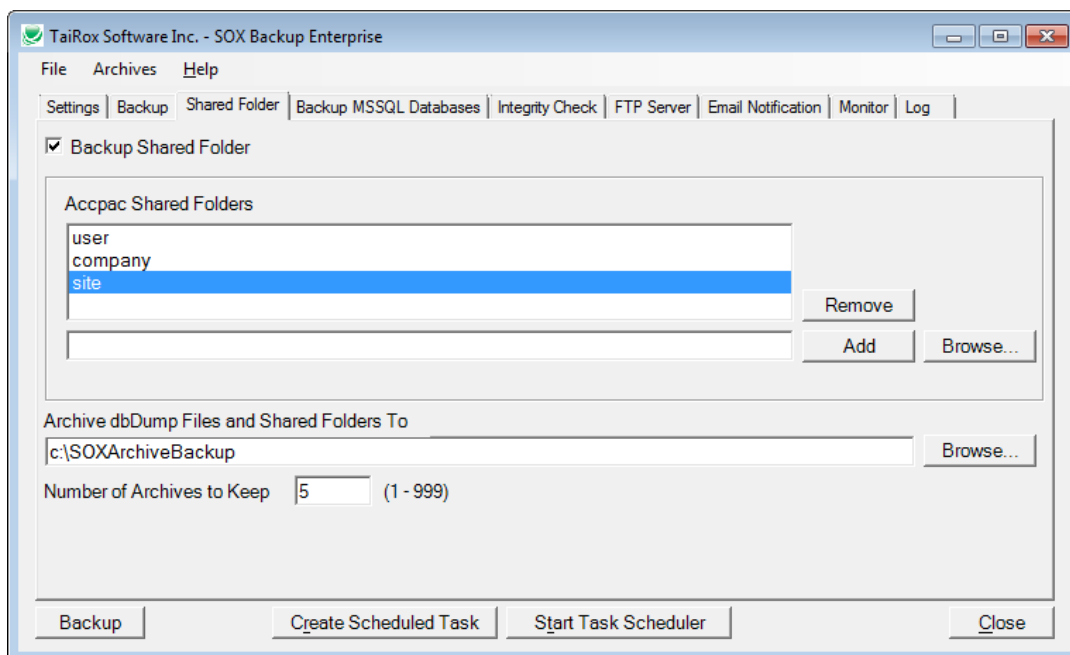 TaiRox Software Inc. - SOX Backup Enterprise
File Archives Help
Settings Backup Shared Folder Backup MSSQL Databases Integrity Check FTP Server Email Notification Monitor Log
Backup Shared Folder
Accpac Shared Folders
user
company
site
Remove
Add Browse...
Archive dbDump Files and Shared Folders To
c:\SOXArchiveBackup Browse...
Number of Archives to Keep 5 (1 - 999)
Backup Create Scheduled Task Start Task Scheduler Close